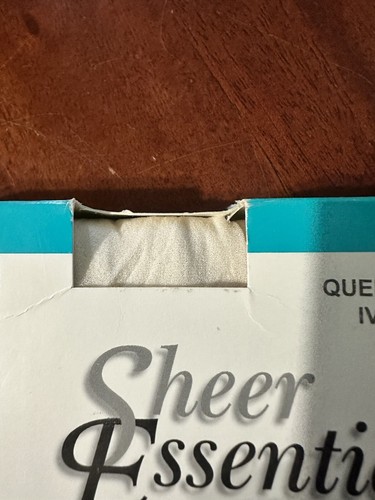 QUE
IV
Sheer
Essenti